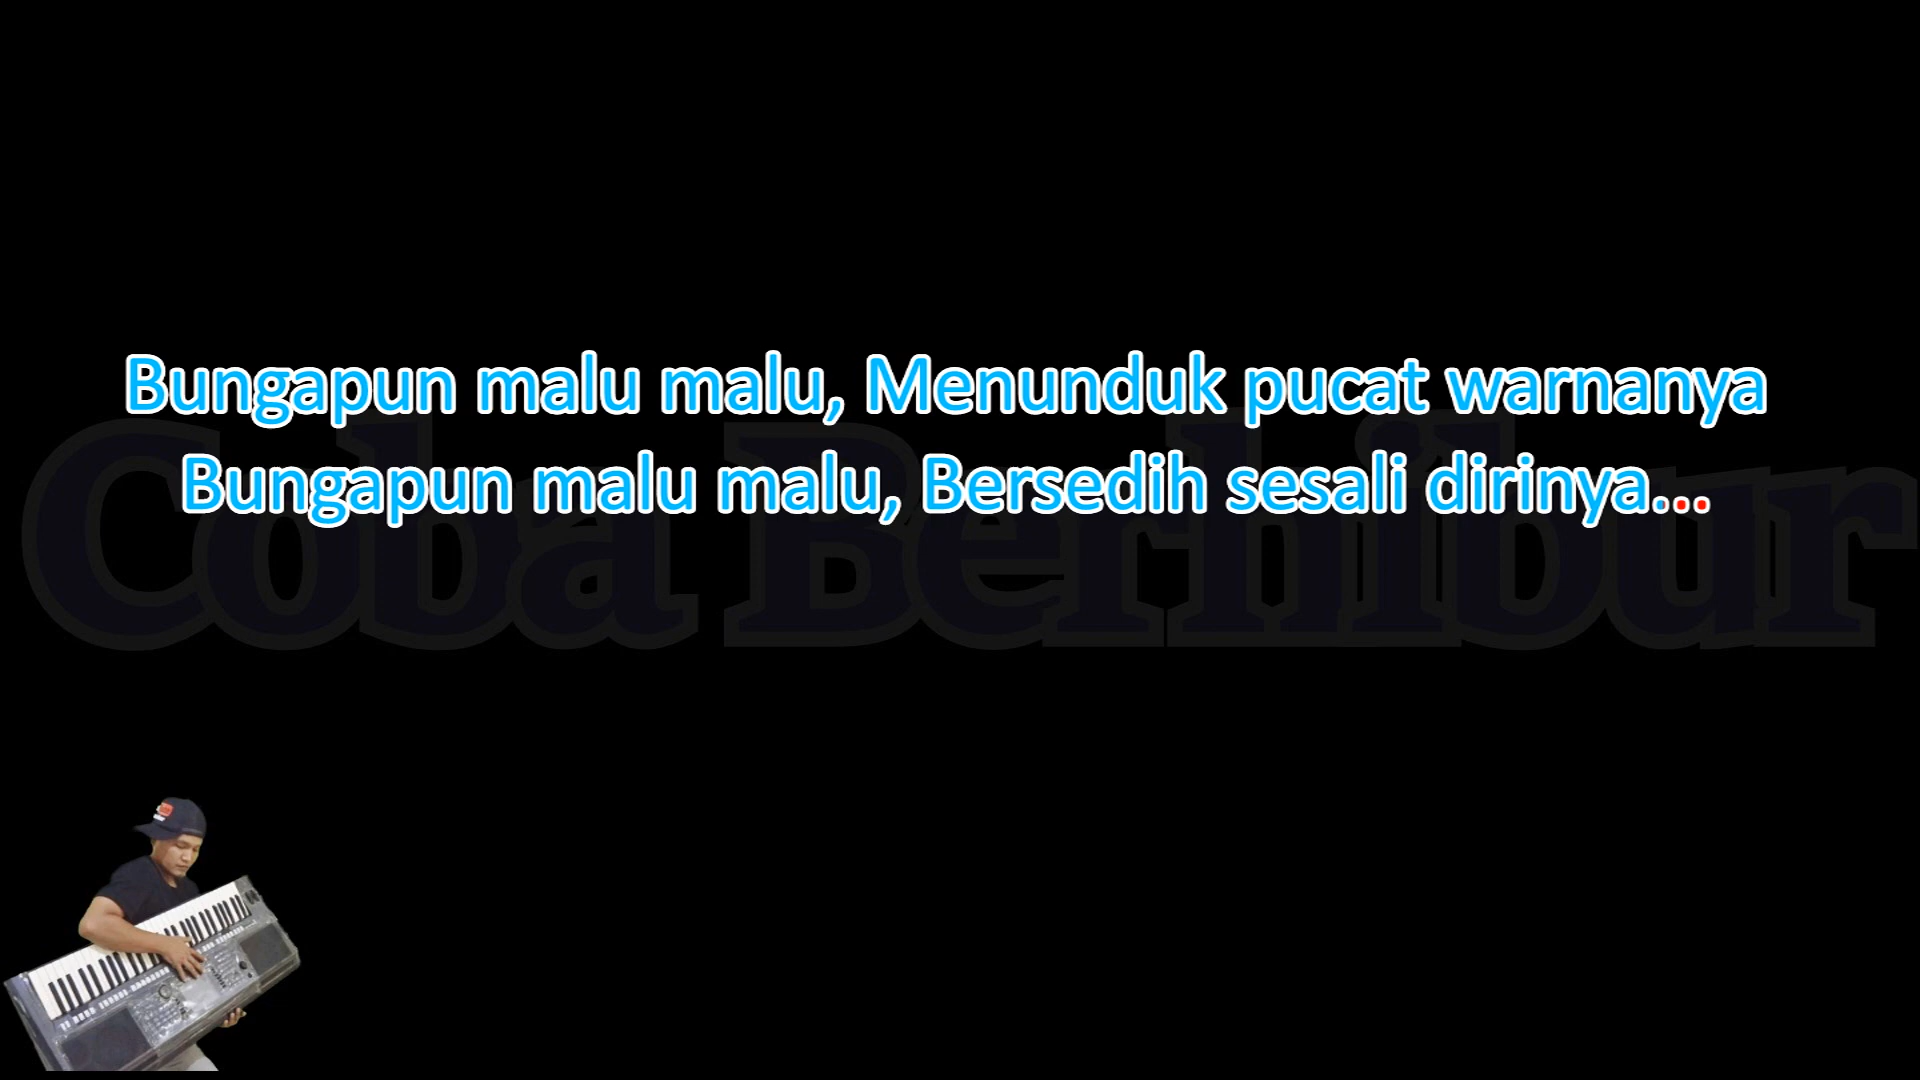 Bungapun malu malu, Menunduk pucat warnanya
Bungapun malu malu, Bersedih sesali dirinya...
Coba Berhibur